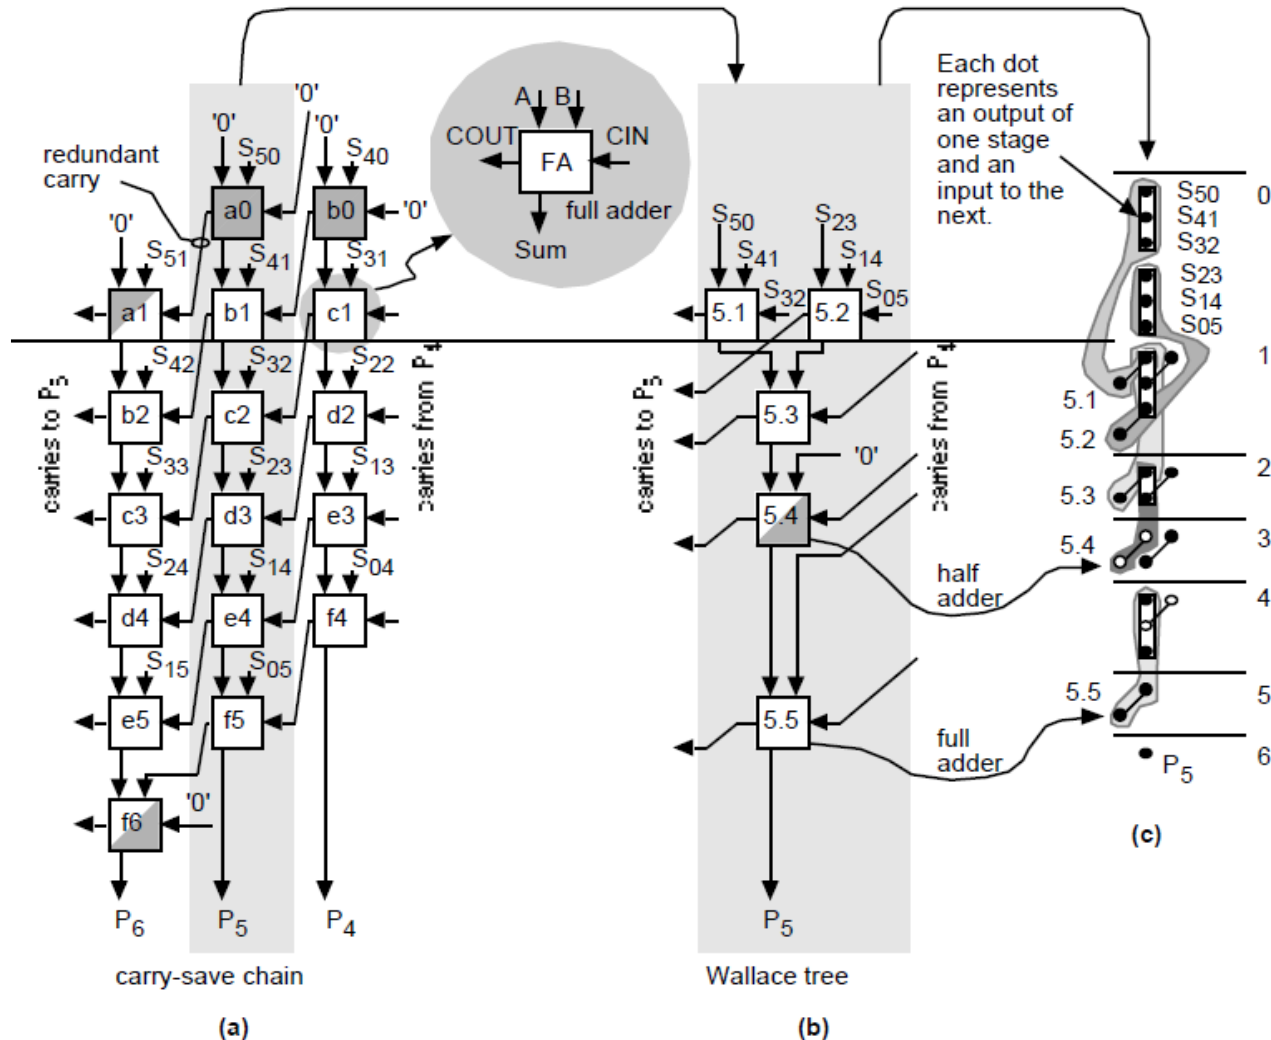 '0'
'0' '0'
redundant
carry
S50 S40
A B
COUT CIN
FA
full adder
Sum
a0 b0 '0'
'0'
S51 S41 S31
a1 b1 c1
S42 S32 S22
b2 c2 d2
S33 S23 S13
c3 d3 e3
S24 S14 S04
d4 e4 f4
S15 S05
e5 f5
'0'
f6
P6 P5 P4
carries to P5
carries from P4
carry-save chain
(a)
S50 S23
S41 S14
S32 S05
5.1 5.2
5.3
'0'
5.4
5.5
carries to P5
carries from P4
P5
Wallace tree
(b)
half
adder
full
adder
Each dot
represents
an output of
one stage
and an
input to the
next.
0
S50
S41
S32
S23
S14
S05
1
5.1
5.2
2
5.3
3
5.4
4
5
5.5
6
P5
(c)